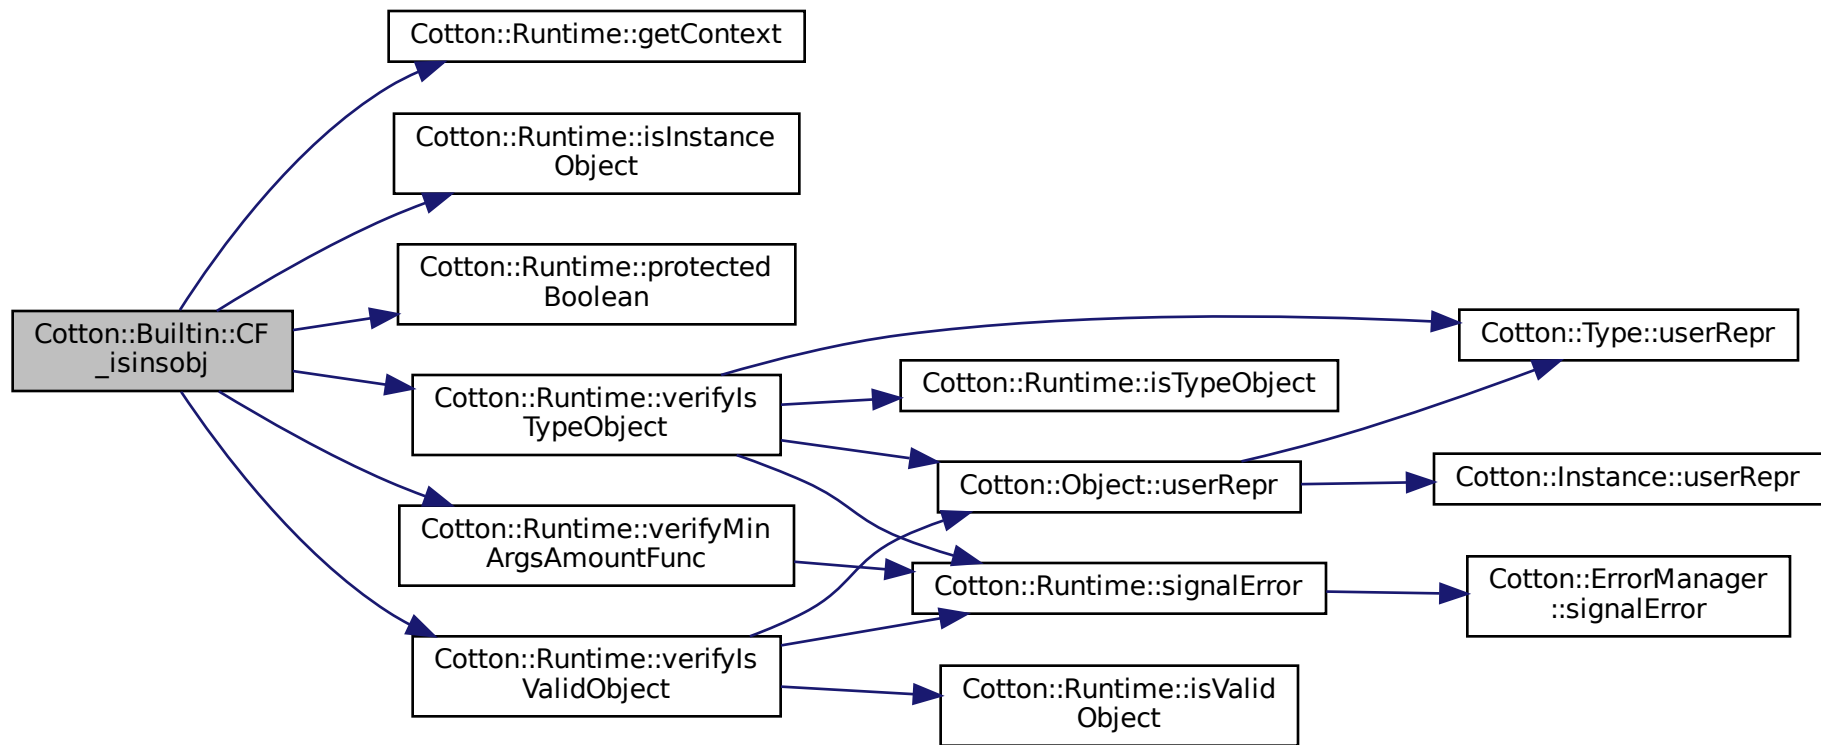 Cotton::Runtime::getContext
Cotton::Runtime::isInstance
Object
Cotton::Runtime::protected
Boolean
Cotton::Builtin::CF
_isinsobj
Cotton::Type::userRepr
Cotton::Runtime::isTypeObject
Cotton::Runtime::verifyIs
TypeObject
Cotton::Object::userRepr
Cotton::Instance::userRepr
Cotton::Runtime::verifyMin
ArgsAmountFunc
Cotton::Runtime::signalError
Cotton::ErrorManager
::signalError
Cotton::Runtime::verifyIs
ValidObject
Cotton::Runtime::isValid
Object